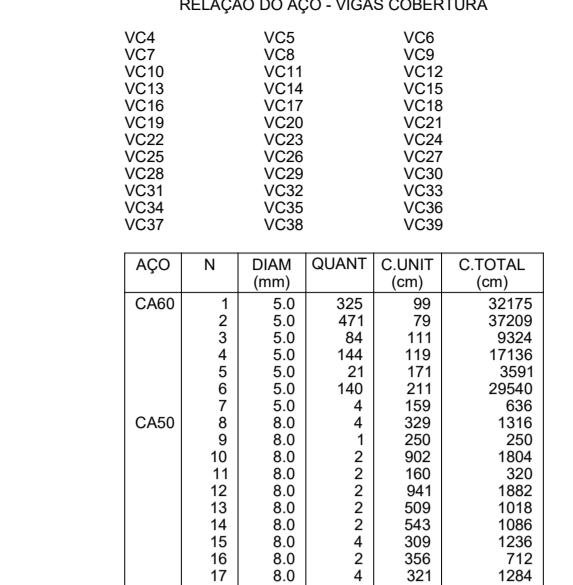 RELAÇÃO DO AÇO - VIGAS COBERTURA
VC4 VC5 VC6
VC7 VC8 VC9
VC10 VC11 VC12
VC13 VC14 VC15
VC16 VC17 VC18
VC19 VC20 VC21
VC22 VC23 VC24
VC25 VC26 VC27
VC28 VC29 VC30
VC31 VC32 VC33
VC34 VC35 VC36
VC37 VC38 VC39
AÇO N DIAM QUANT C.UNIT C.TOTAL
(mm) (cm) (cm)
CA60 1 5.0 325 99 32175
2 5.0 471 79 37209
3 5.0 84 111 9324
4 5.0 144 119 17136
5 5.0 21 171 3591
6 5.0 140 211 29540
7 5.0 4 159 636
CA50 8 8.0 4 329 1316
9 8.0 1 250 250
10 8.0 2 902 1804
11 8.0 2 160 320
12 8.0 2 941 1882
13 8.0 2 509 1018
14 8.0 2 543 1086
15 8.0 4 309 1236
16 8.0 2 356 712
17 8.0 4 321 1284